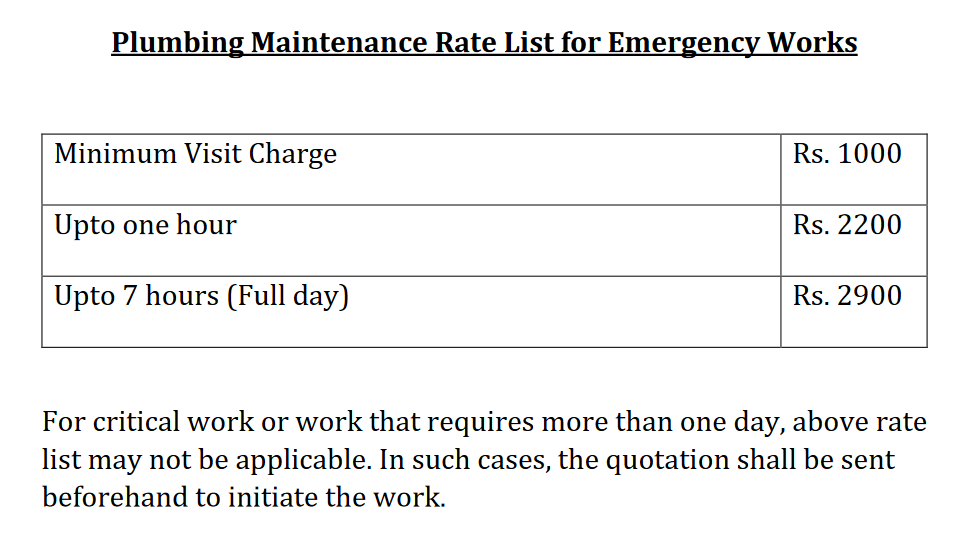 Plumbing Maintenance Rate List for Emergency Works
Minimum Visit Charge Rs. 1000
Upto one hour Rs. 2200
Upto 7 hours (Full day) Rs. 2900
For critical work or work that requires more than one day, above rate
list may not be applicable. In such cases, the quotation shall be sent
beforehand to initiate the work.